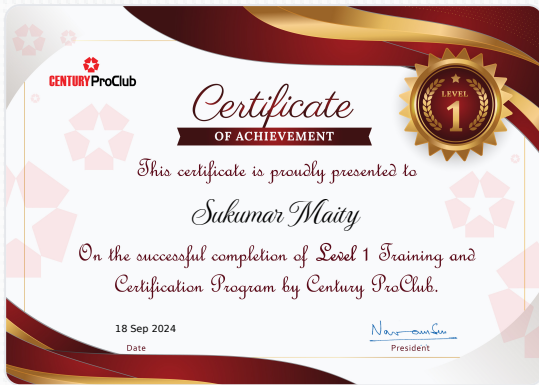 CENTURY ProClub
LEVEL
1
Certificate
OF ACHIEVEMENT
This certificate is proudly presented to
Sukumar Maity
On the successful completion of Level 1 Training and
Certification Program by Century ProClub.
18 Sep 2024
Date
President